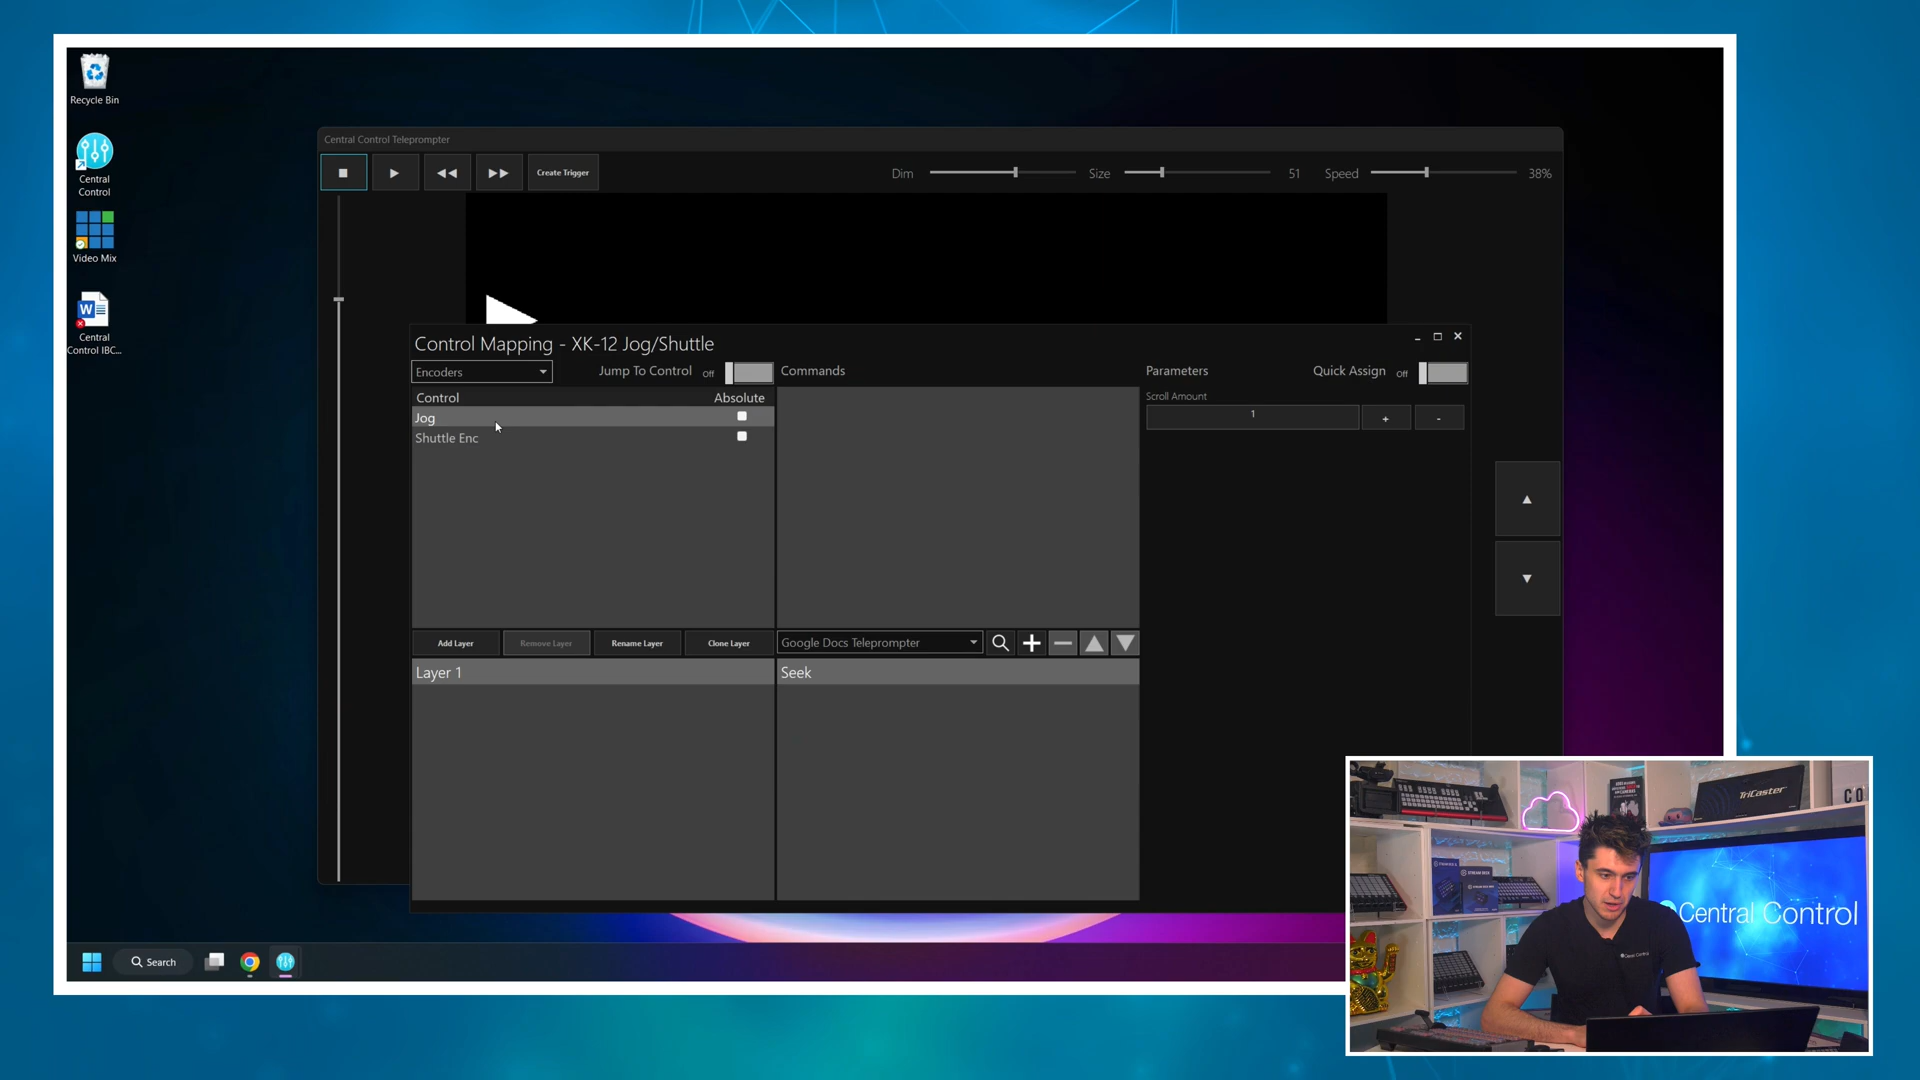 Recycle Bin
Central
Control
Video Mix
Central
Control IBC...
Central Control Teleprompter
Create Trigger
Dim
Size
51
Speed
38%
Control Mapping - XK-12 Jog/Shuttle
Encoders
Jump To Control
Off
Commands
Parameters
Quick Assign
Off
Control
Absolute
Scroll Amount
Jog
1
+
-
Shuttle Enc
Add Layer
Remove Layer
Rename Layer
Clone Layer
Google Docs Teleprompter
Layer 1
Seek
Search
TriCaster
CO
STREAM DECK
Central Control